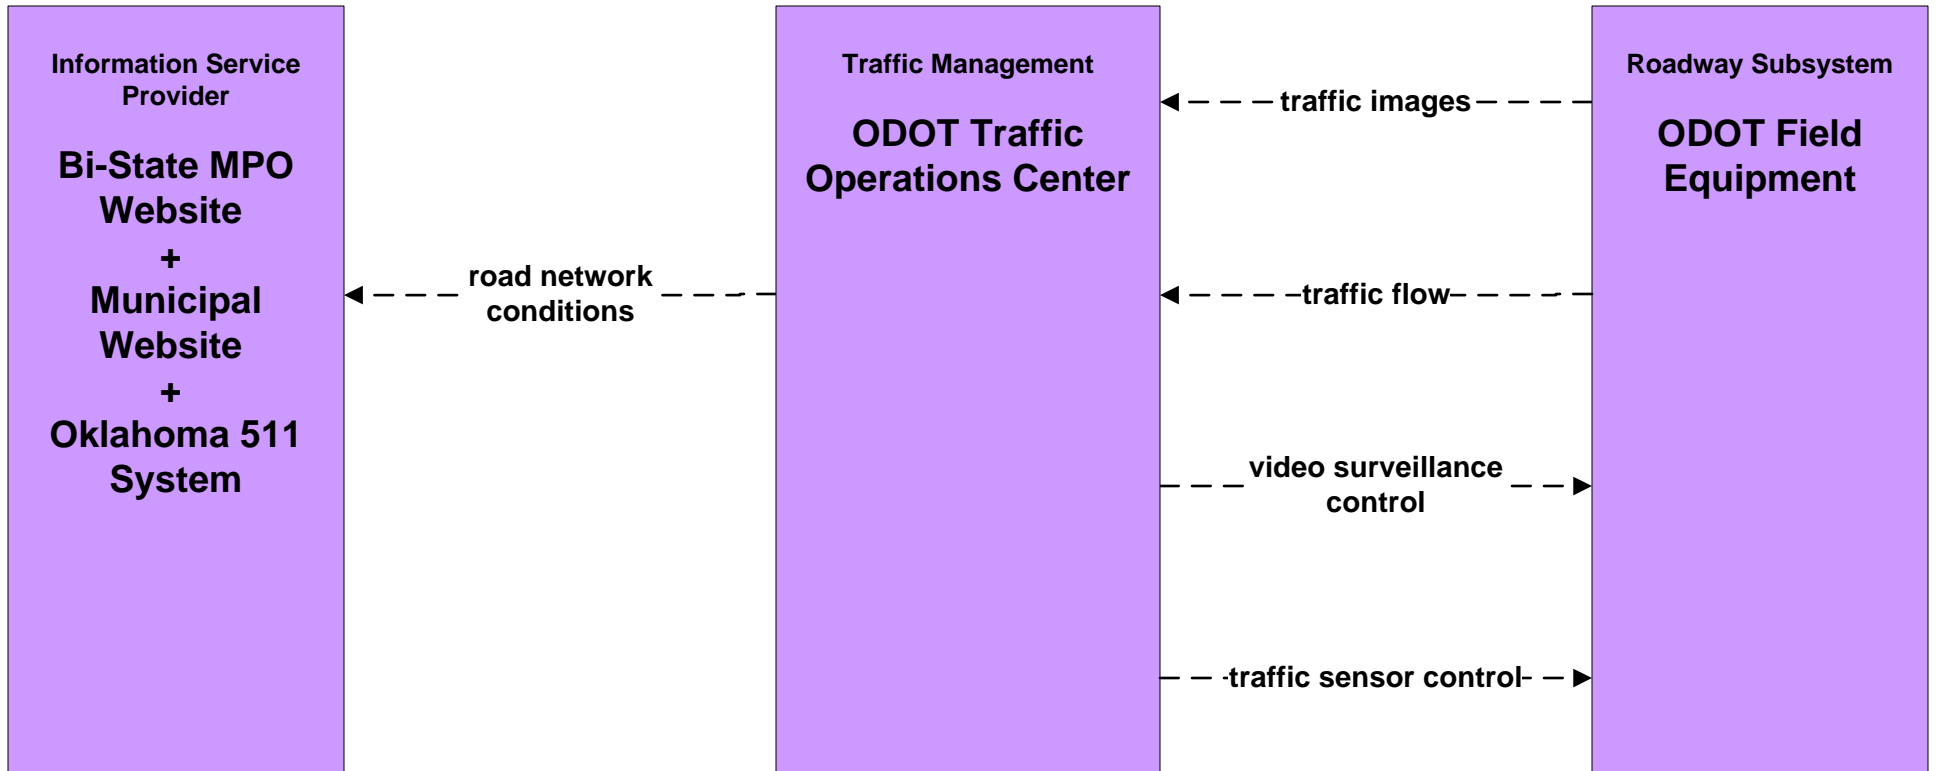 Information Service
Provider
Bi-State MPO
Website
+
Municipal
Website
+
Oklahoma 511
System
road network
conditions
Traffic Management
ODOT Traffic
Operations Center
traffic images
traffic flow
video surveillance
control
traffic sensor control
Roadway Subsystem
ODOT Field
Equipment